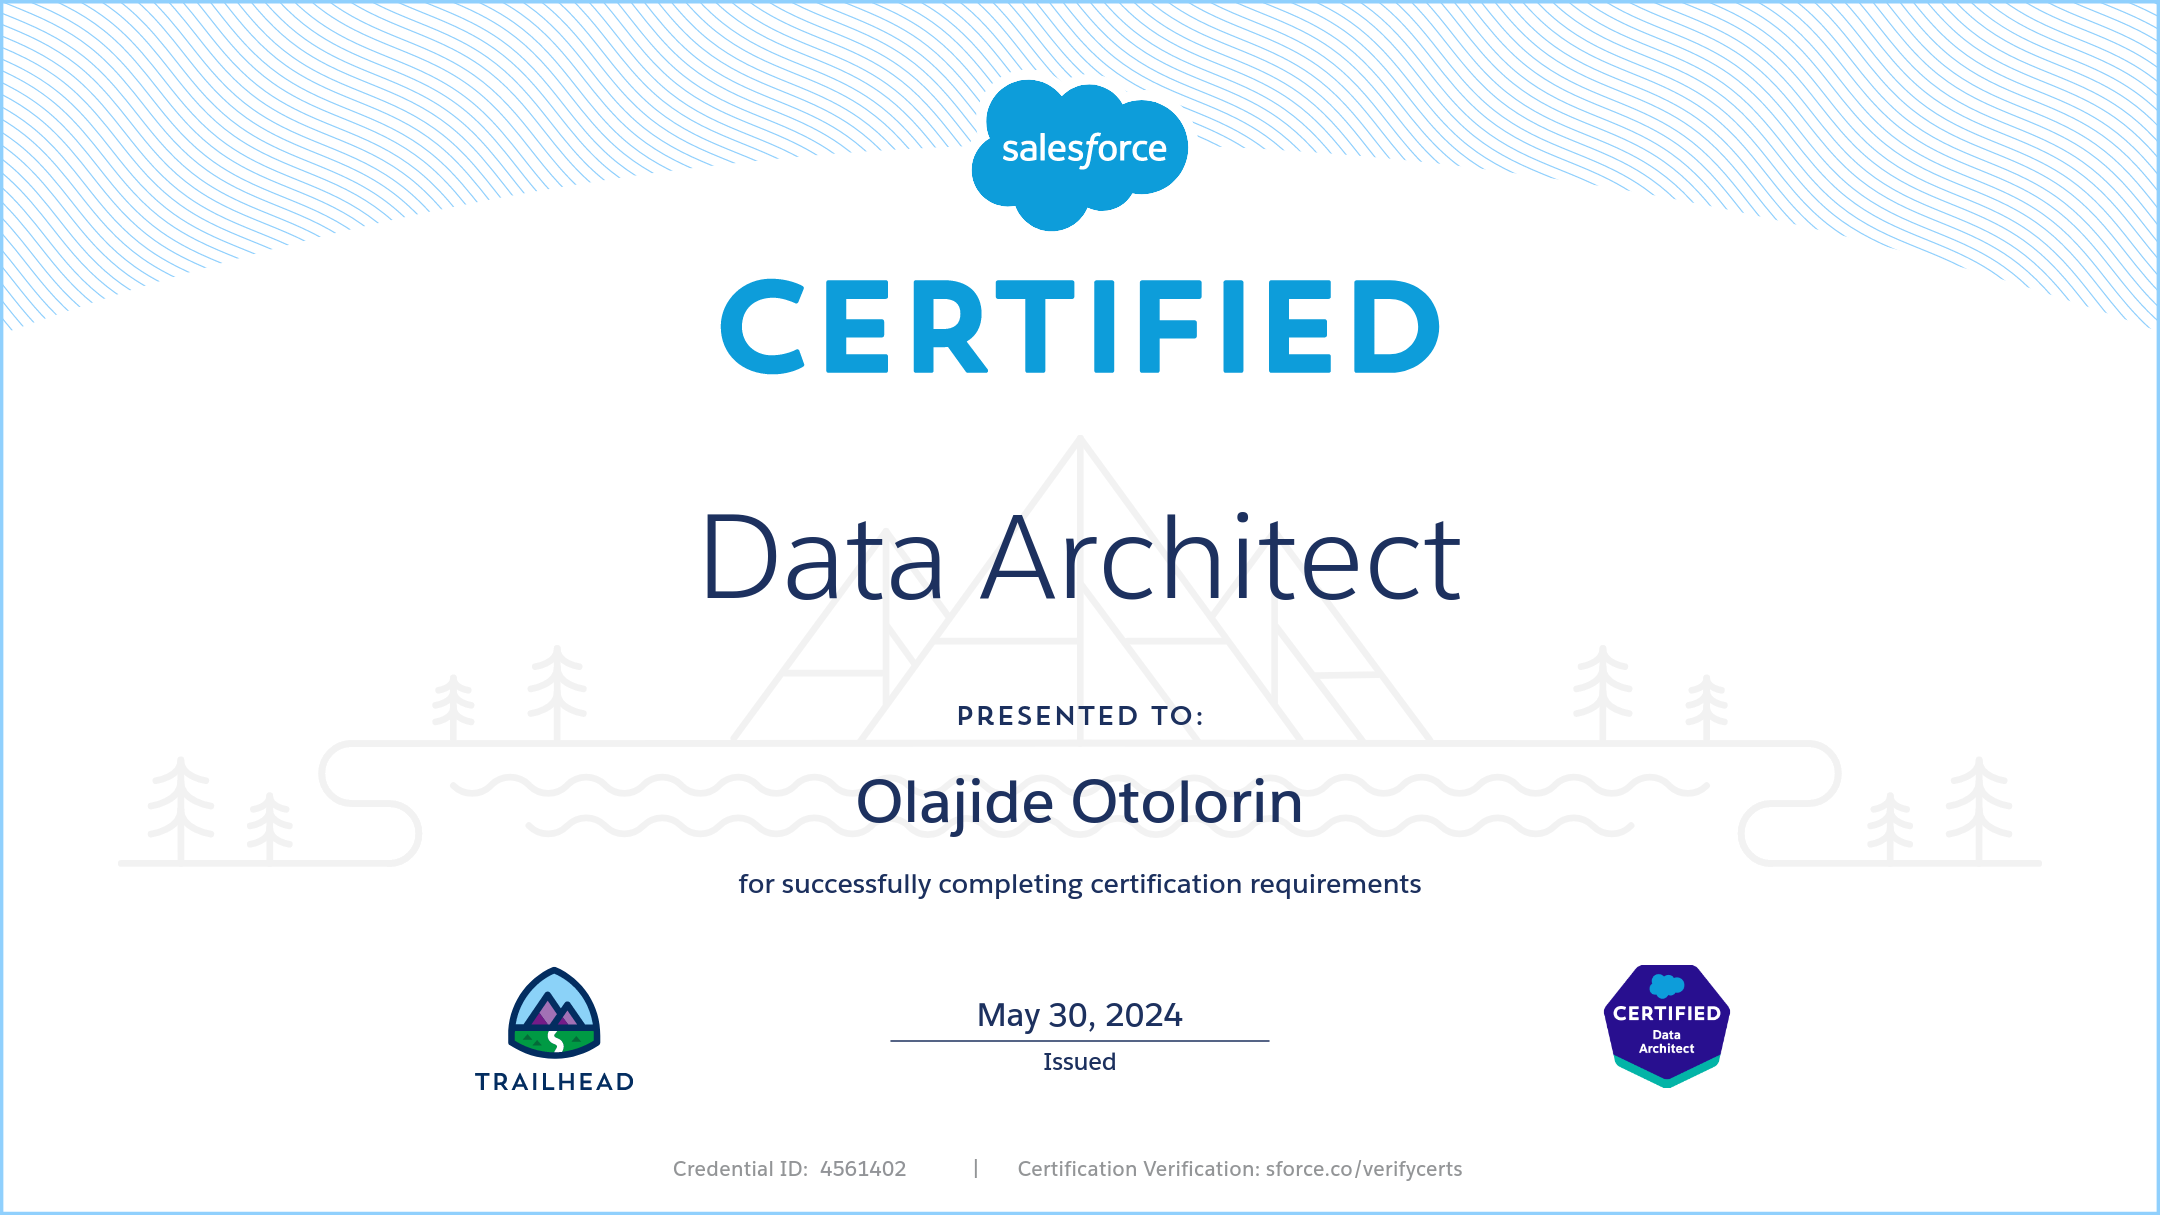 salesforce
CERTIFIED
Data Architect
PRESENTED TO:
Olajide Otolorin
for successfully completing certification requirements
TRAILHEAD
May 30, 2024
Issued
CERTIFIED
Data
Architect
Credential ID: 4561402 | Certification Verification: sforce.co/verifycerts